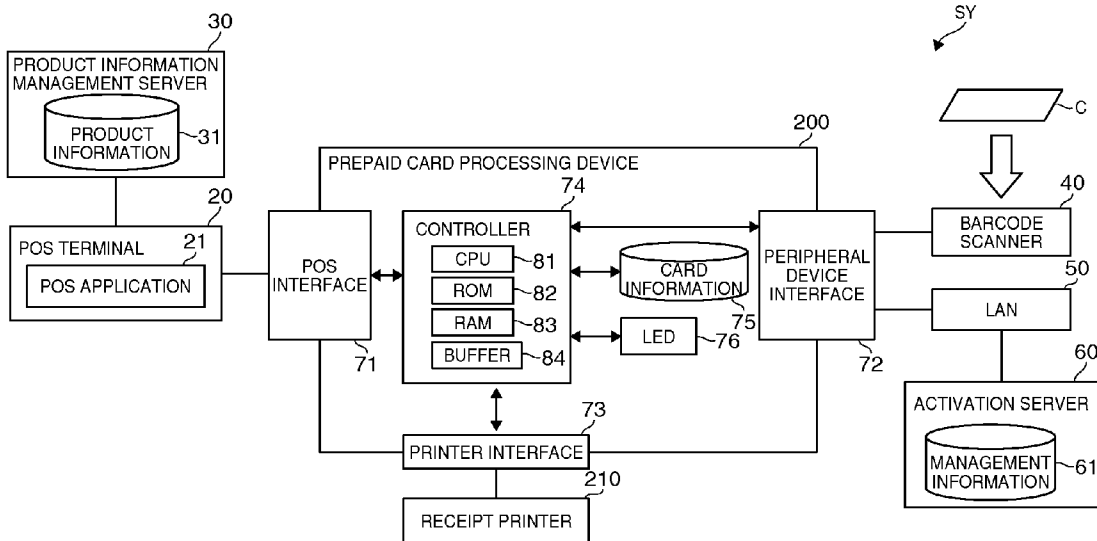 SY
30
PRODUCT INFORMATION
MANAGEMENT SERVER
PRODUCT
INFORMATION
31
C
200
PREPAID CARD PROCESSING DEVICE
20
POS TERMINAL
21
POS APPLICATION
POS
INTERFACE
71
74
CONTROLLER
CPU
81
ROM
82
RAM
83
BUFFER
84
CARD
INFORMATION
75
LED
76
PERIPHERAL
DEVICE
INTERFACE
72
40
BARCODE
SCANNER
50
LAN
60
ACTIVATION SERVER
MANAGEMENT
INFORMATION
61
73
PRINTER INTERFACE
210
RECEIPT PRINTER